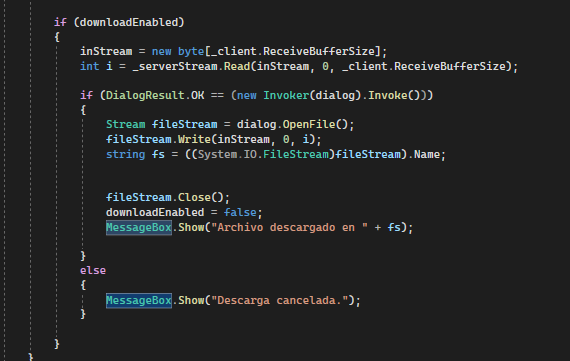 if (downloadEnabled)
{
inStream = new byte[_client.ReceiveBufferSize];
int i = _serverStream.Read(inStream, 0, _client.ReceiveBufferSize);
if (DialogResult.OK == (new Invoker(dialog).Invoke()))
{
Stream fileStream = dialog.OpenFile();
fileStream.Write(inStream, 0, i);
string fs = ((System.IO.FileStream)fileStream).Name;
fileStream.Close();
downloadEnabled = false;
MessageBox.Show("Archivo descargado en " + fs);
}
else
{
MessageBox.Show("Descarga cancelada.");
}
}
}